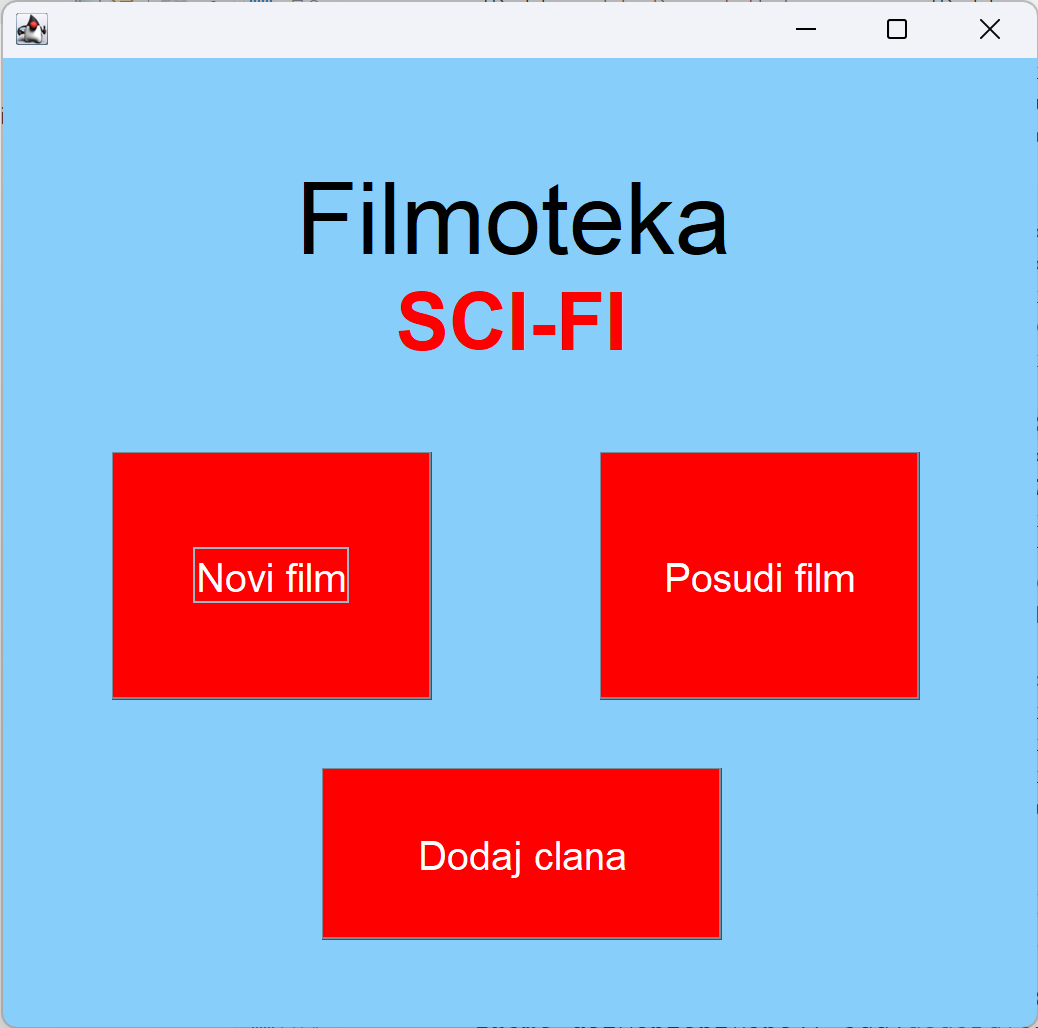 Filmoteka
SCI-FI
Novi film
Posudi film
Dodaj clana